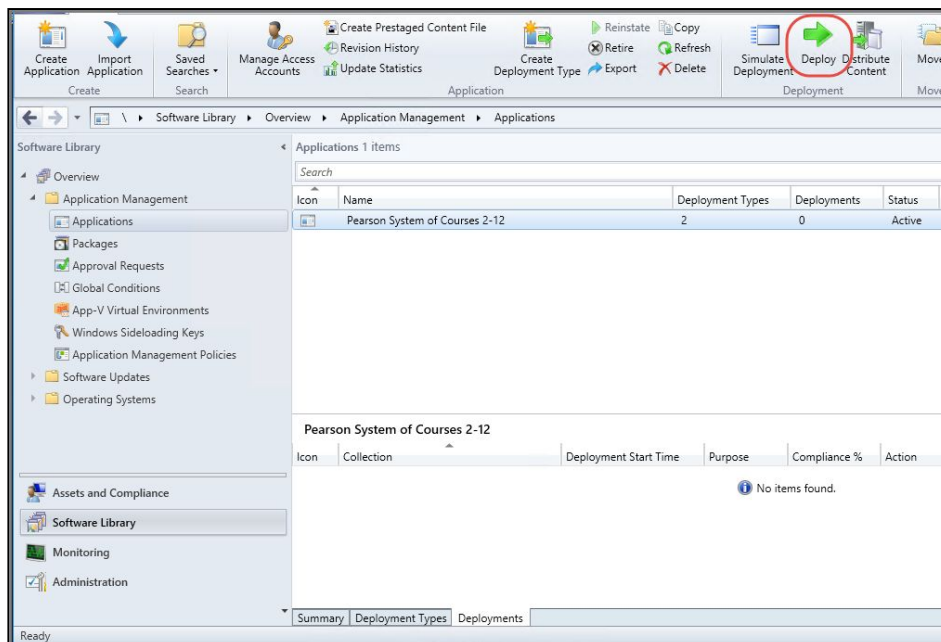 Create Application
Import Application
Create
Saved Searches
Search
Manage Access Accounts
Create Prestaged Content File
Revision History
Update Statistics
Create Deployment Type
Reinstate
Retire
Export
Copy
Refresh
Delete
Application
Simulate Deployment
Deploy
Distribute Content
Deployment
Move
Move
\ Software Library Overview Application Management Applications
Software Library
Overview
Application Management
Applications
Packages
Approval Requests
Global Conditions
App-V Virtual Environments
Windows Sideloading Keys
Application Management Policies
Software Updates
Operating Systems
Assets and Compliance
Software Library
Monitoring
Administration
Applications 1 items
Search
Icon Name Deployment Types Deployments Status
Pearson System of Courses 2-12 2 0 Active
Pearson System of Courses 2-12
Icon Collection Deployment Start Time Purpose Compliance % Action
No items found.
Summary Deployment Types Deployments
Ready